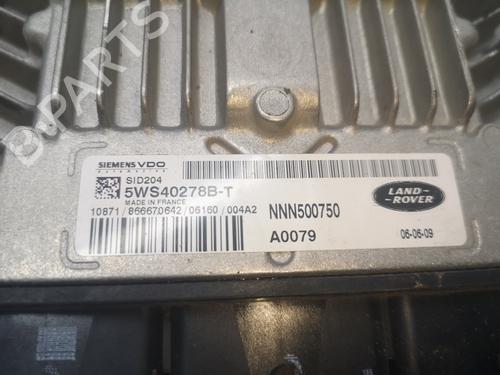 B-PARTS
SIEMENS VDO
AUTOMOTIVE
SID204
5WS40278B-T
MADE IN FRANCE
10871 / 866670642 / 06160 / 004A2
NNN500750
A0079
LAND-
ROVER
06-06-09